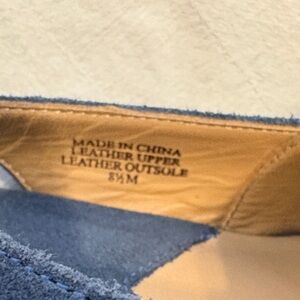 MADE IN CHINA
LEATHER UPPER
LEATHER OUTSOLE
8½M